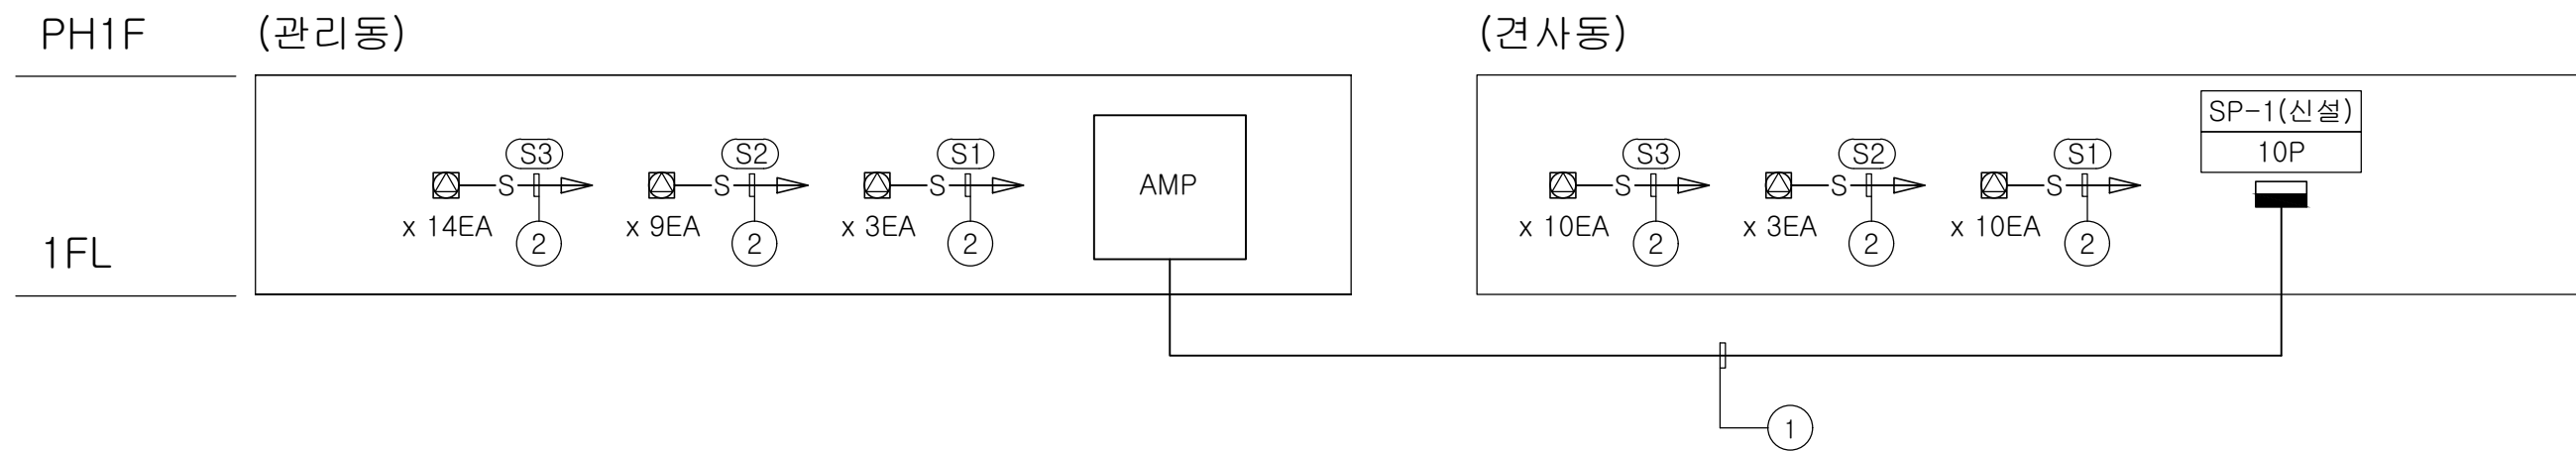 PH1F (관리동) (견사동)
SP-1(신설)
10P
S3 S2 S1 S3 S2 S1
S S S AMP S S S
x 14EA x 9EA x 3EA x 10EA x 3EA x 10EA
2 2 2 2 2 2
1FL
1